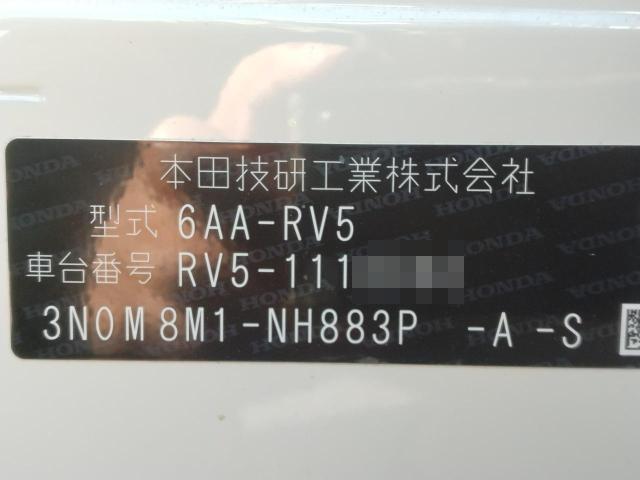 本田技研工業株式会社
型式 6AA-RV5
車台番号 RV5-111
3N0M 8M1-NH883P -A -S